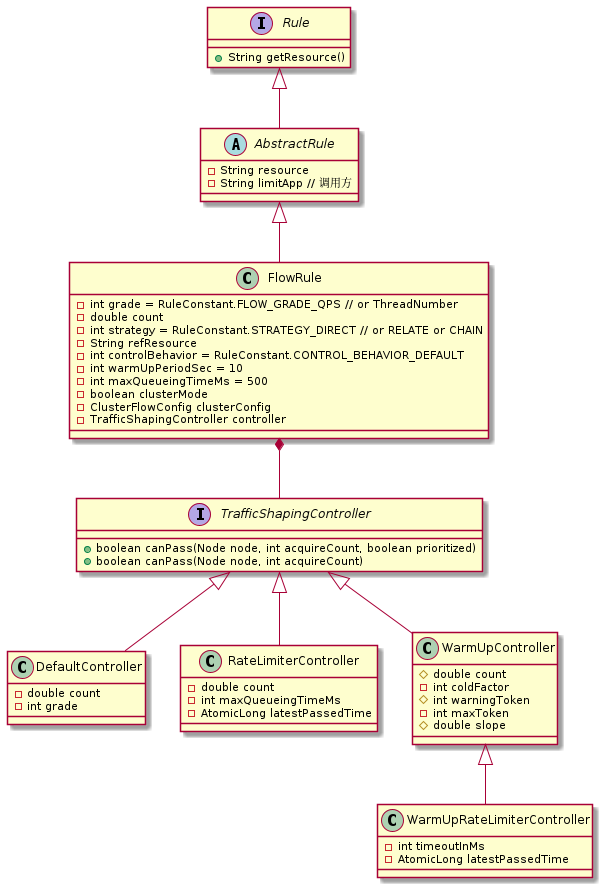 I Rule
String getResource()
A AbstractRule
String resource
String limitApp // 调用方
C FlowRule
int grade = RuleConstant.FLOW_GRADE_QPS // or ThreadNumber
double count
int strategy = RuleConstant.STRATEGY_DIRECT // or RELATE or CHAIN
String refResource
int controlBehavior = RuleConstant.CONTROL_BEHAVIOR_DEFAULT
int warmUpPeriodSec = 10
int maxQueueingTimeMs = 500
boolean clusterMode
ClusterFlowConfig clusterConfig
TrafficShapingController controller
I TrafficShapingController
boolean canPass(Node node, int acquireCount, boolean prioritized)
boolean canPass(Node node, int acquireCount)
C DefaultController
double count
int grade
C RateLimiterController
double count
int maxQueueingTimeMs
AtomicLong latestPassedTime
C WarmUpController
double count
int coldFactor
int warningToken
int maxToken
double slope
C WarmUpRateLimiterController
int timeoutInMs
AtomicLong latestPassedTime